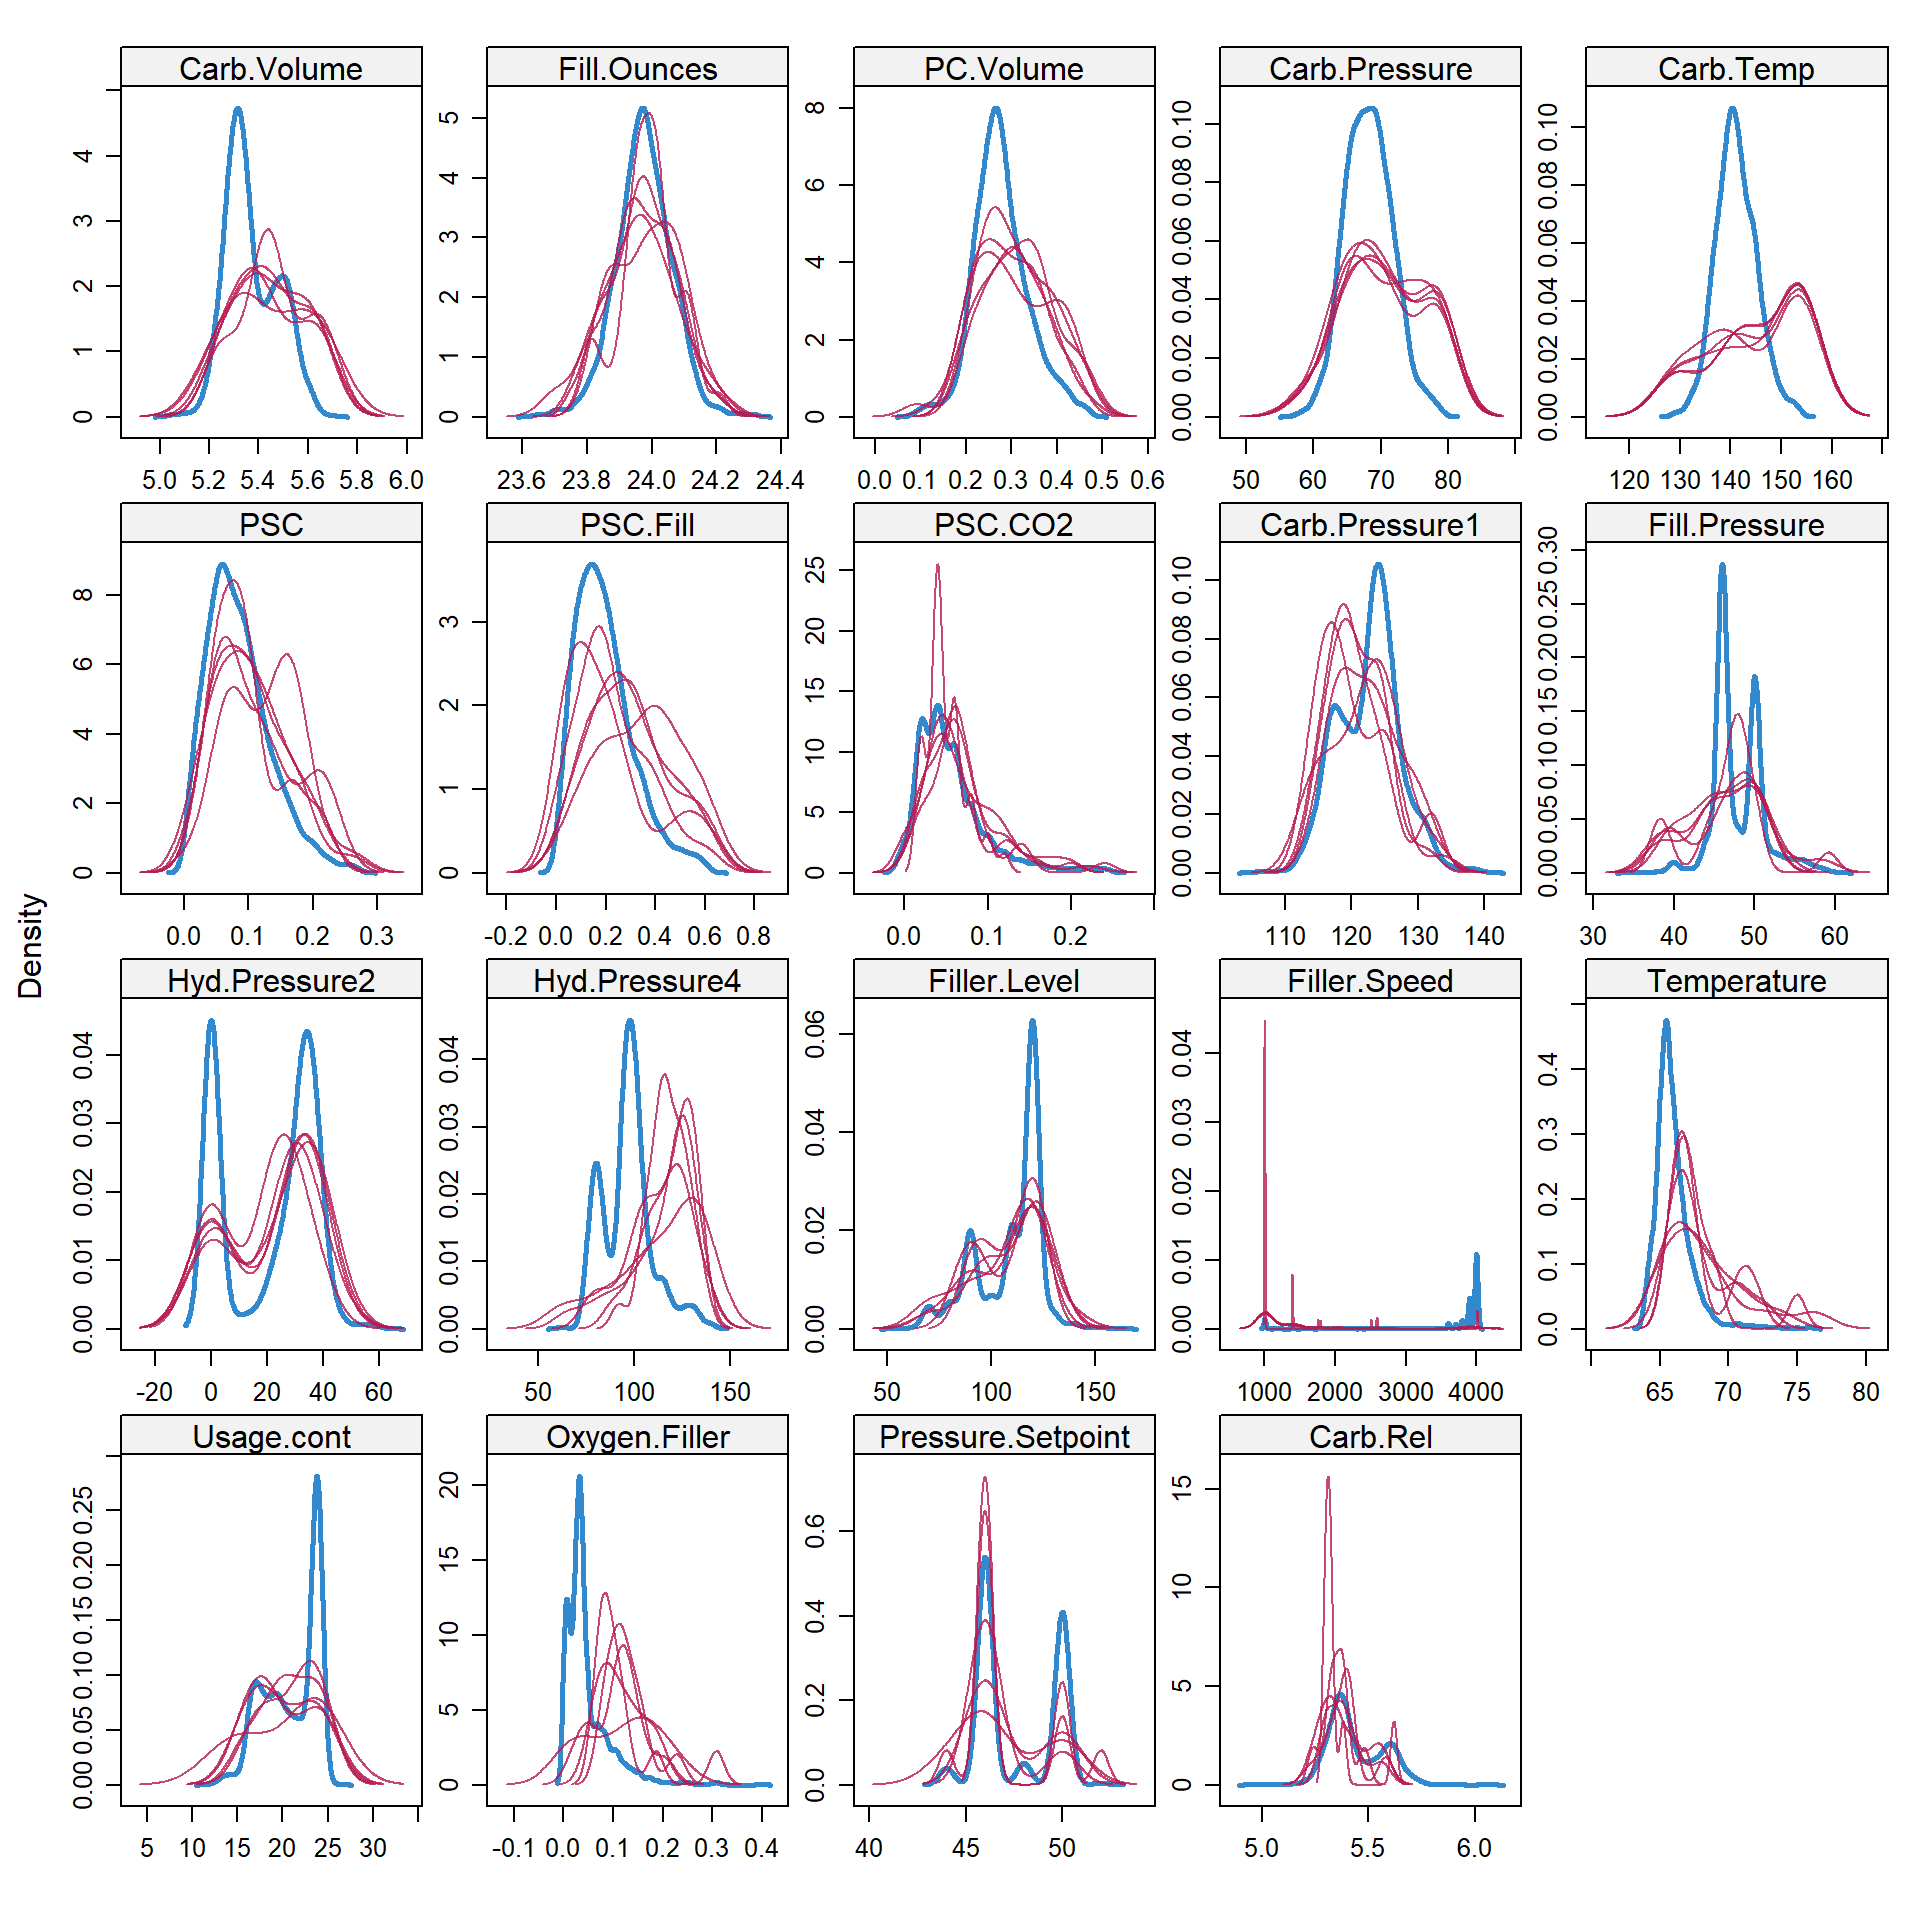 Carb.Volume Fill.Ounces PC.Volume Carb.Pressure Carb.Temp
0 1 2 3 4
0 1 2 3 4 5
0 2 4 6 8
0.00 0.02 0.04 0.06 0.08 0.10
0.00 0.02 0.04 0.06 0.08 0.10
5.0 5.2 5.4 5.6 5.8 6.0
23.6 23.8 24.0 24.2 24.4
0.0 0.1 0.2 0.3 0.4 0.5 0.6
50 60 70 80
120 130 140 150 160
PSC PSC.Fill PSC.CO2 Carb.Pressure1 Fill.Pressure
0 2 4 6 8
0 1 2 3
0 5 10 15 20 25
0.00 0.02 0.04 0.06 0.08 0.10
0.00 0.05 0.10 0.15 0.20 0.25 0.30
0.0 0.1 0.2 0.3
-0.2 0.0 0.2 0.4 0.6 0.8
0.0 0.1 0.2
110 120 130 140
30 40 50 60
Density
Hyd.Pressure2 Hyd.Pressure4 Filler.Level Filler.Speed Temperature
0.00 0.01 0.02 0.03 0.04
0.00 0.01 0.02 0.03 0.04
0.00 0.02 0.04 0.06
0.00 0.01 0.02 0.03 0.04
0.0 0.1 0.2 0.3 0.4
-20 0 20 40 60
50 100 150
50 100 150
1000 2000 3000 4000
65 70 75 80
Usage.cont Oxygen.Filler Pressure.Setpoint Carb.Rel
0.00 0.05 0.10 0.15 0.20 0.25
0 5 10 15 20
0.0 0.2 0.4 0.6
0 5 10 15
5 10 15 20 25 30
-0.1 0.0 0.1 0.2 0.3 0.4
40 45 50
5.0 5.5 6.0